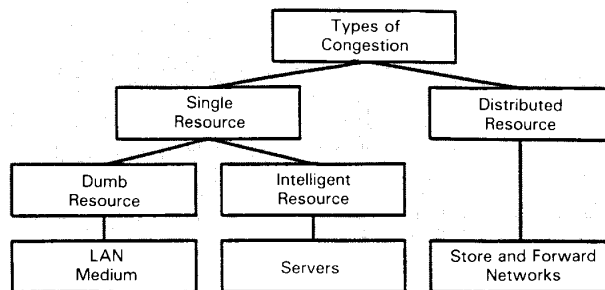 Types of
Congestion
Single
Resource
Distributed
Resource
Dumb
Resource
Intelligent
Resource
LAN
Medium
Servers
Store and Forward
Networks